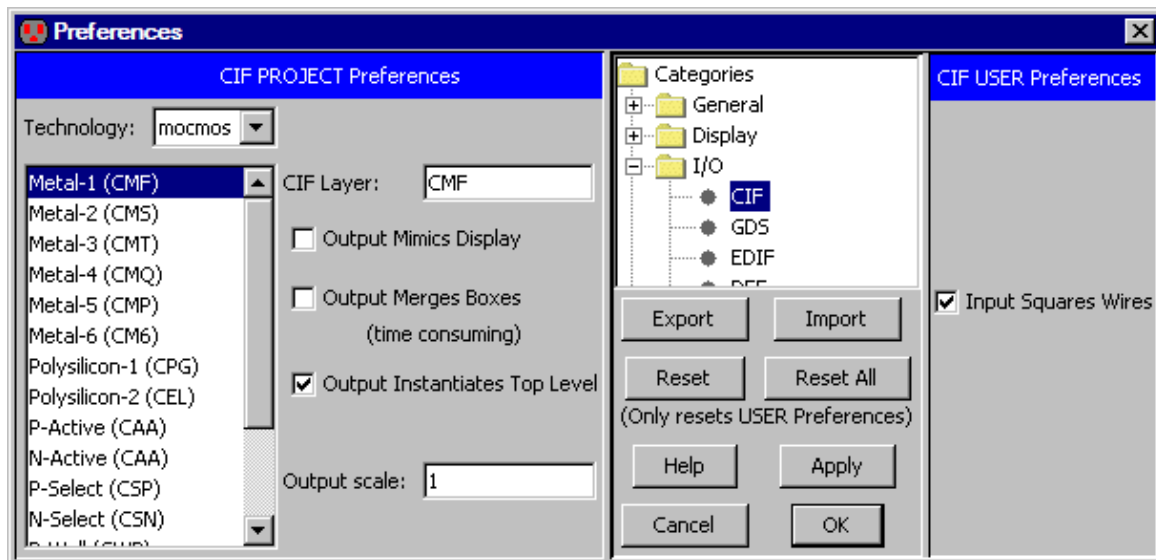 Preferences
CIF PROJECT Preferences
Technology: mocmos
Metal-1 (CMF)
Metal-2 (CMS)
Metal-3 (CMT)
Metal-4 (CMQ)
Metal-5 (CMP)
Metal-6 (CM6)
Polysilicon-1 (CPG)
Polysilicon-2 (CEL)
P-Active (CAA)
N-Active (CAA)
P-Select (CSP)
N-Select (CSN)
CIF Layer: CMF
Output Mimics Display
Output Merges Boxes
(time consuming)
Output Instantiates Top Level
Output scale: 1
Categories
General
Display
I/O
CIF
GDS
EDIF
Export Import
Reset Reset All
(Only resets USER Preferences)
Help Apply
Cancel OK
CIF USER Preferences
Input Squares Wires